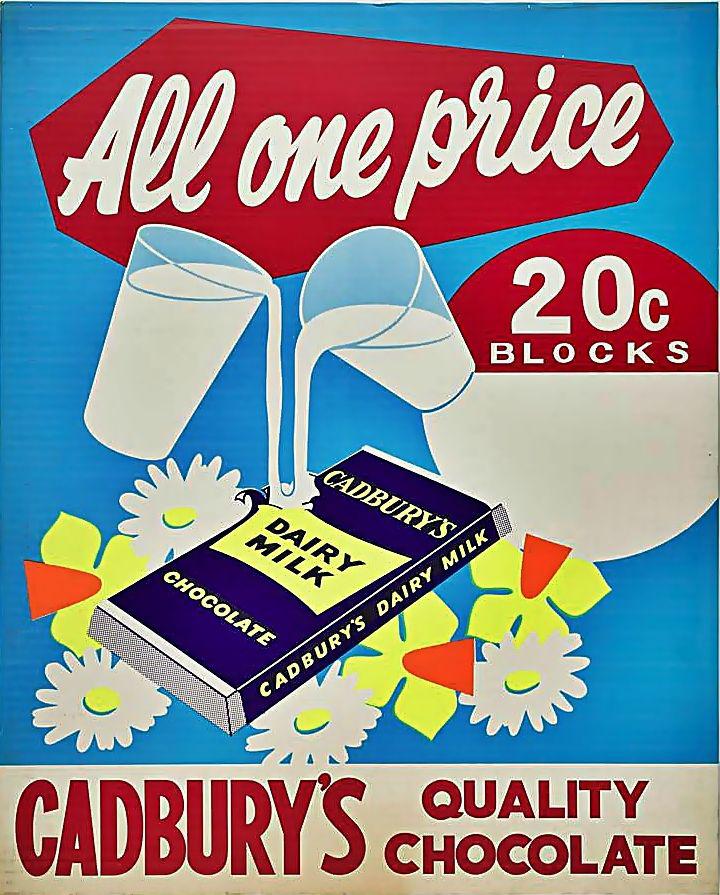 All one price
20c
BLOCKS
CADBURY'S
DAIRY
MILK
CHOCOLATE
CADBURY'S DAIRY MILK
CADBURY'S
QUALITY
CHOCOLATE